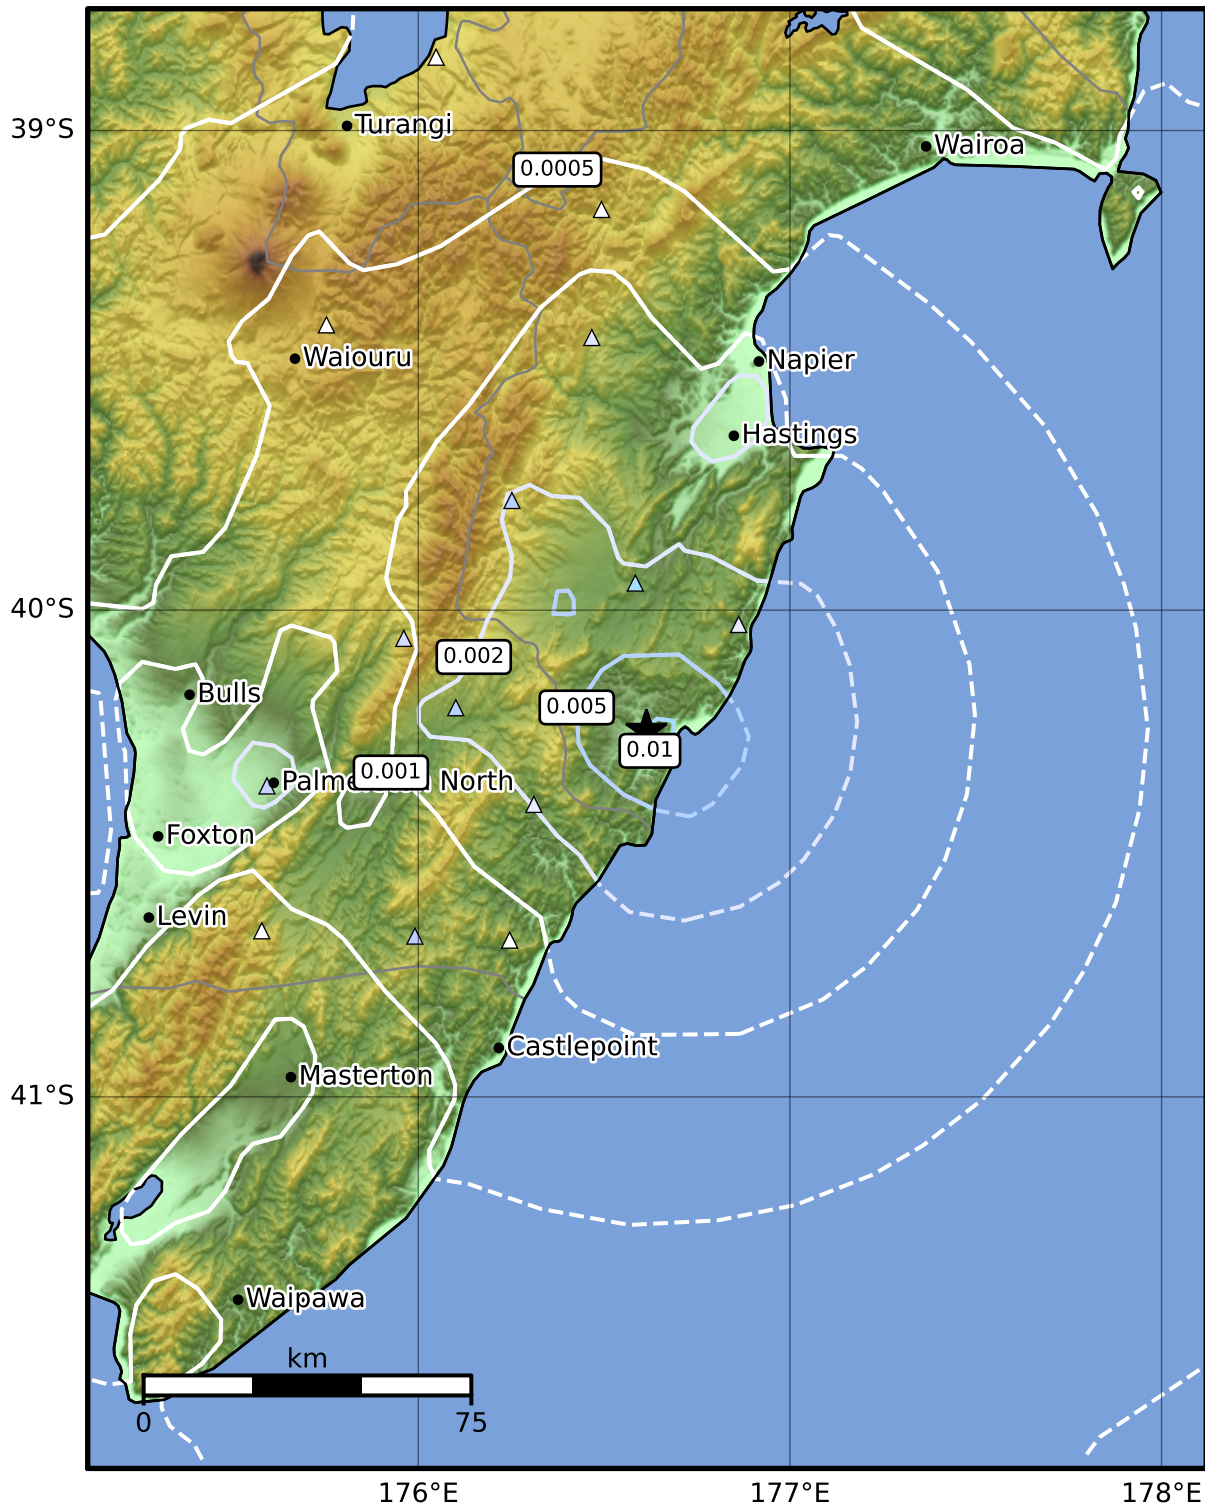 39°S
Turangi
Wairoa
0.0005
Waiouru
Napier
Hastings
40°S
0.002
Bulls
0.005
0.01
0.001
Palme North
Foxton
Levin
Castlepoint
Masterton
41°S
Waipawa
km
0 75
176°E 177°E 178°E